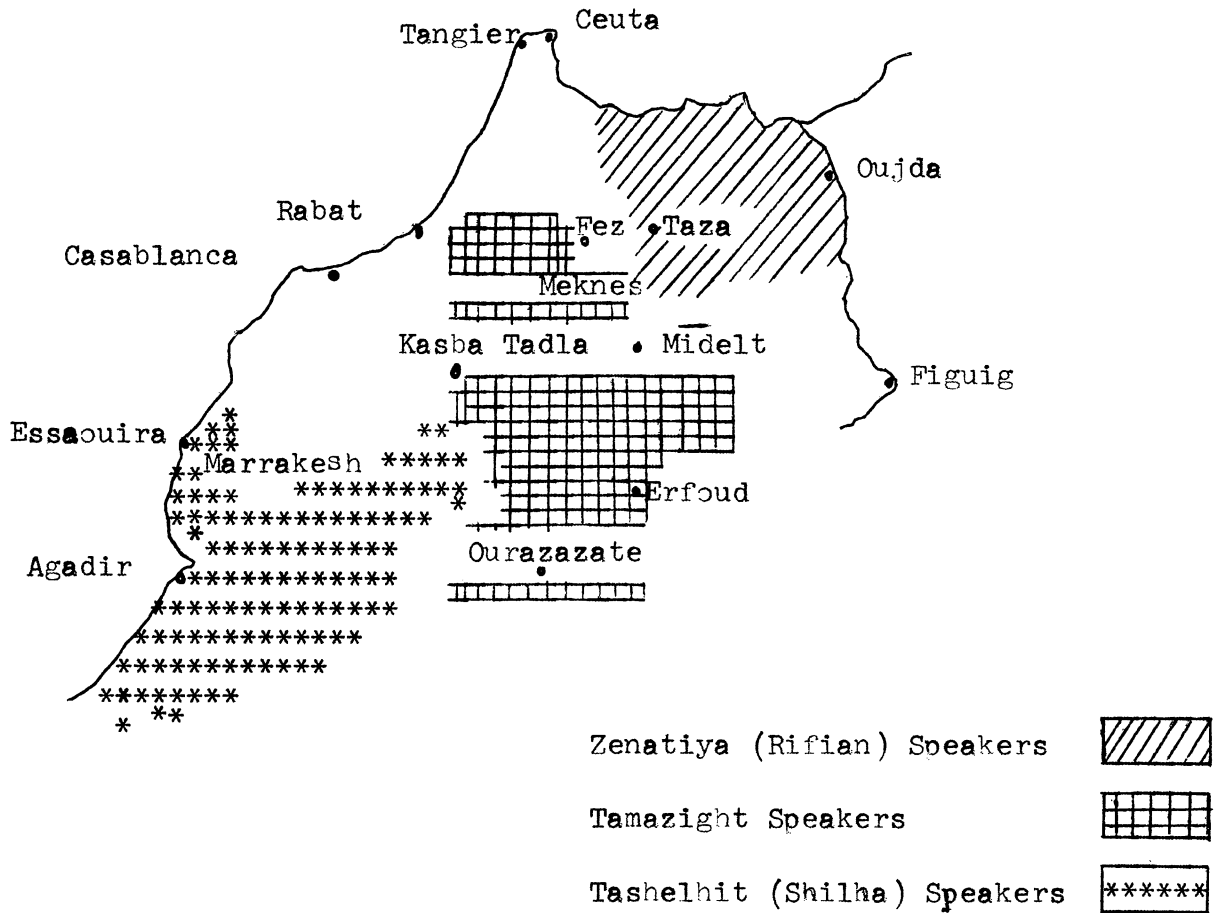 Ceuta
Tangier
Oujda
Rabat
Fez
Taza
Casablanca
Meknes
Kasba Tadla
Midelt
Figuig
Essaouira
Marrakesh
Erfoud
Ourazazate
Agadir
Zenatiya (Rifian) Speakers
Tamazight Speakers
Tashelhit (Shilha) Speakers